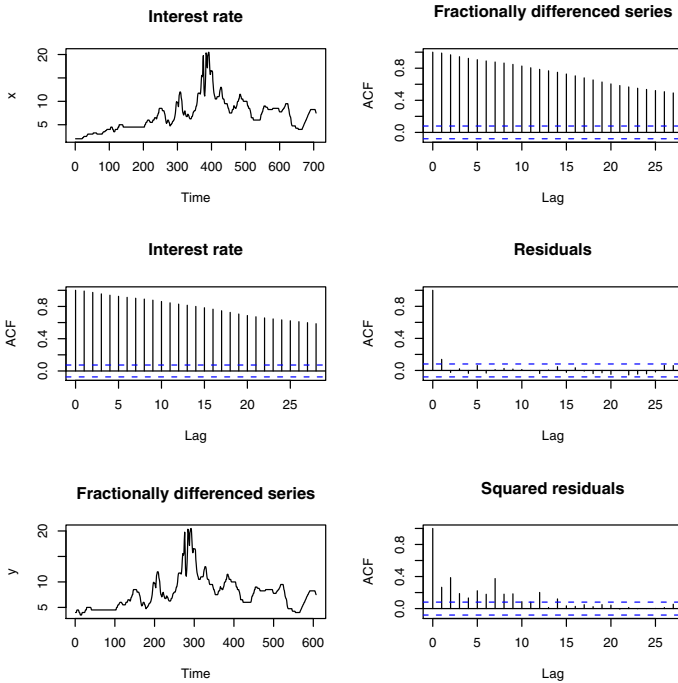 Interest rate
x
5
10
20
0 100 200 300 400 500 600 700
Time
Fractionally differenced series
ACF
0.0
0.4
0.8
0 5 10 15 20 25
Lag
Interest rate
ACF
0.0
0.4
0.8
0 5 10 15 20 25
Lag
Residuals
ACF
0.0
0.4
0.8
0 5 10 15 20 25
Lag
Fractionally differenced series
y
5
10
20
0 100 200 300 400 500 600
Time
Squared residuals
ACF
0.0
0.4
0.8
0 5 10 15 20 25
Lag